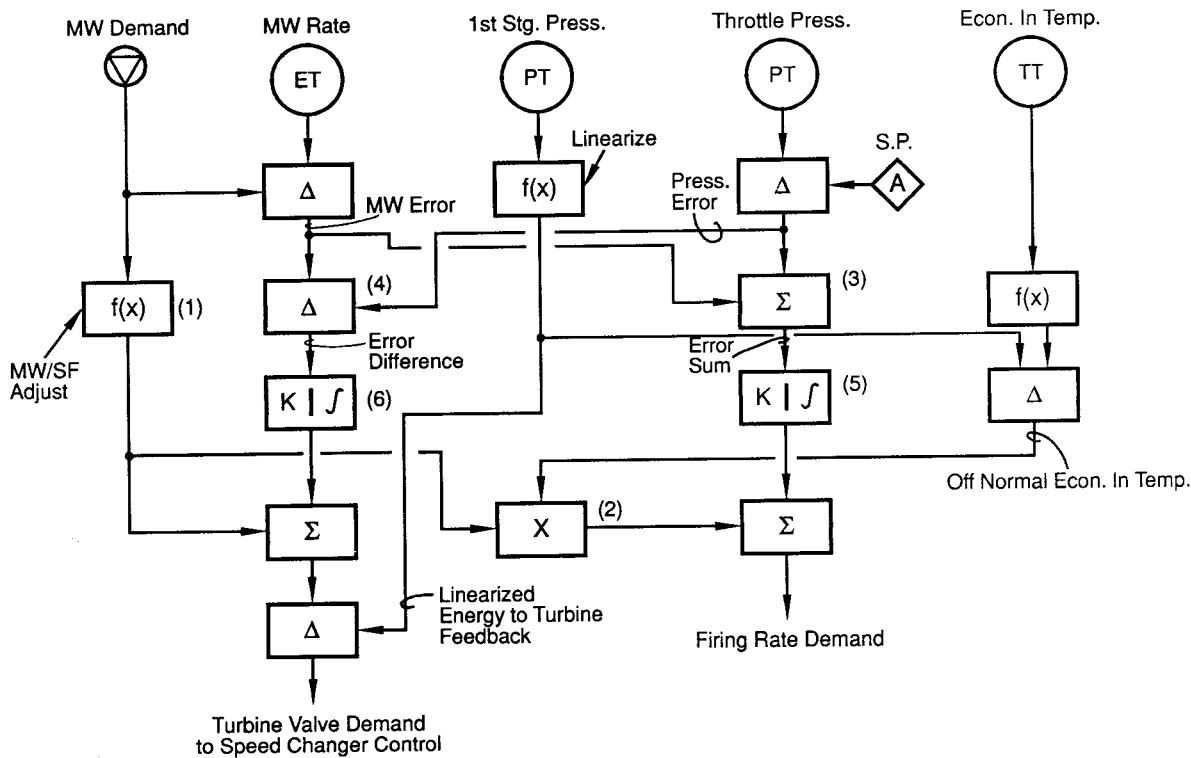 MW Demand
MW Rate
1st Stg. Press.
Throttle Press.
Econ. In Temp.
ET
PT
PT
TT
Linearize
S.P.
Δ
f(x)
Press.
Error
Δ
A
MW Error
f(x)
(1)
(4)
Δ
(3)
Σ
f(x)
MW/SF
Adjust
Error
Difference
Error
Sum
K | ∫
(6)
K | ∫
(5)
Δ
Off Normal Econ. In Temp.
Σ
X
(2)
Σ
Δ
Linearized
Energy to Turbine
Feedback
Firing Rate Demand
Turbine Valve Demand
to Speed Changer Control